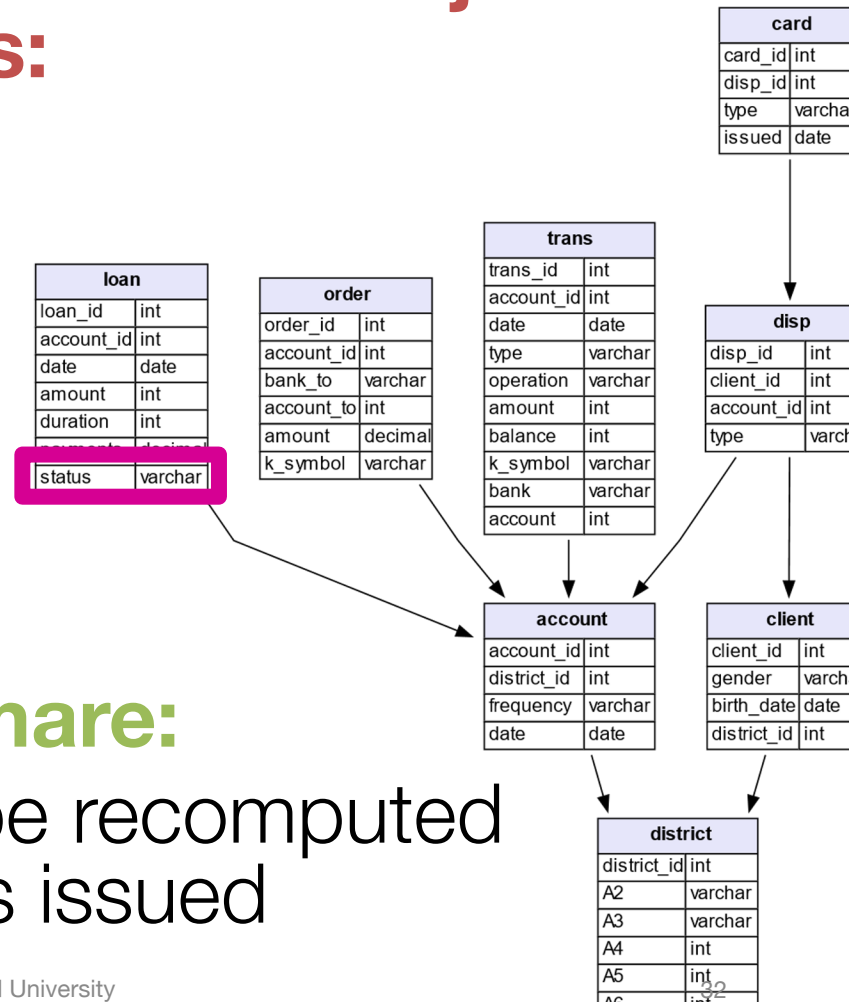 s:
card
card_id int
disp_id int
type varcha
issued date
trans
trans_id int
account_id int
date date
type varchar
operation varchar
amount int
balance int
k_symbol varchar
bank varchar
account int
loan
loan_id int
account_id int
date date
amount int
duration int
payments decimal
status varchar
order
order_id int
account_id int
bank_to varchar
account_to int
amount decimal
k_symbol varchar
disp
disp_id int
client_id int
account_id int
type varch
account
account_id int
district_id int
frequency varchar
date date
client
client_id int
gender varch
birth_date date
district_id int
hare:
be recomputed
s issued
district
district_id int
A2 varchar
A3 varchar
A4 int
A5 int
A6 int
University
32